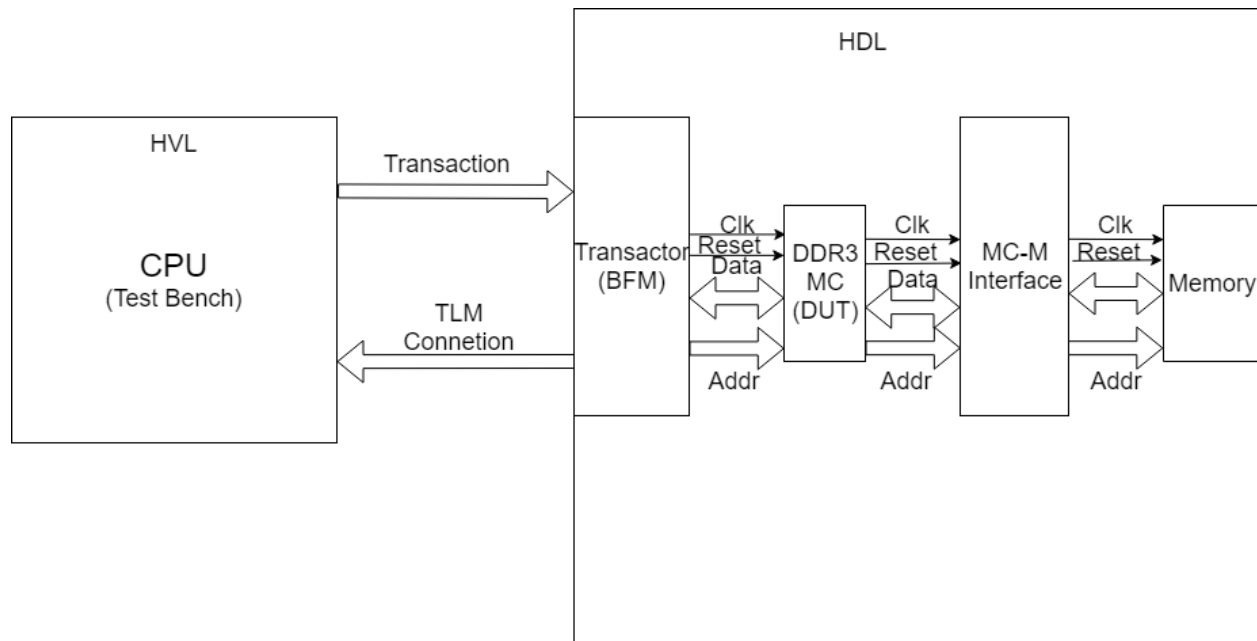 HDL
HVL
CPU
(Test Bench)
Transaction
TLM
Connetion
Transactor
(BFM)
Clk
Reset
Data
Addr
DDR3
MC
(DUT)
Clk
Reset
Data
Addr
MC-M
Interface
Clk
Reset
Addr
Memory